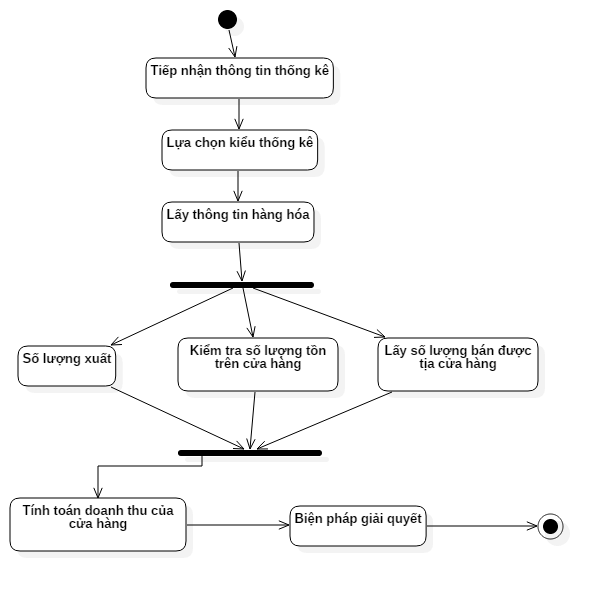 Tiếp nhận thông tin thống kê
Lựa chọn kiểu thống kê
Lấy thông tin hàng hóa
Số lượng xuất
Kiểm tra số lượng tồn
trên cửa hàng
Lấy số lượng bán được
tịa cửa hàng
Tính toán doanh thu của
cửa hàng
Biện pháp giải quyết